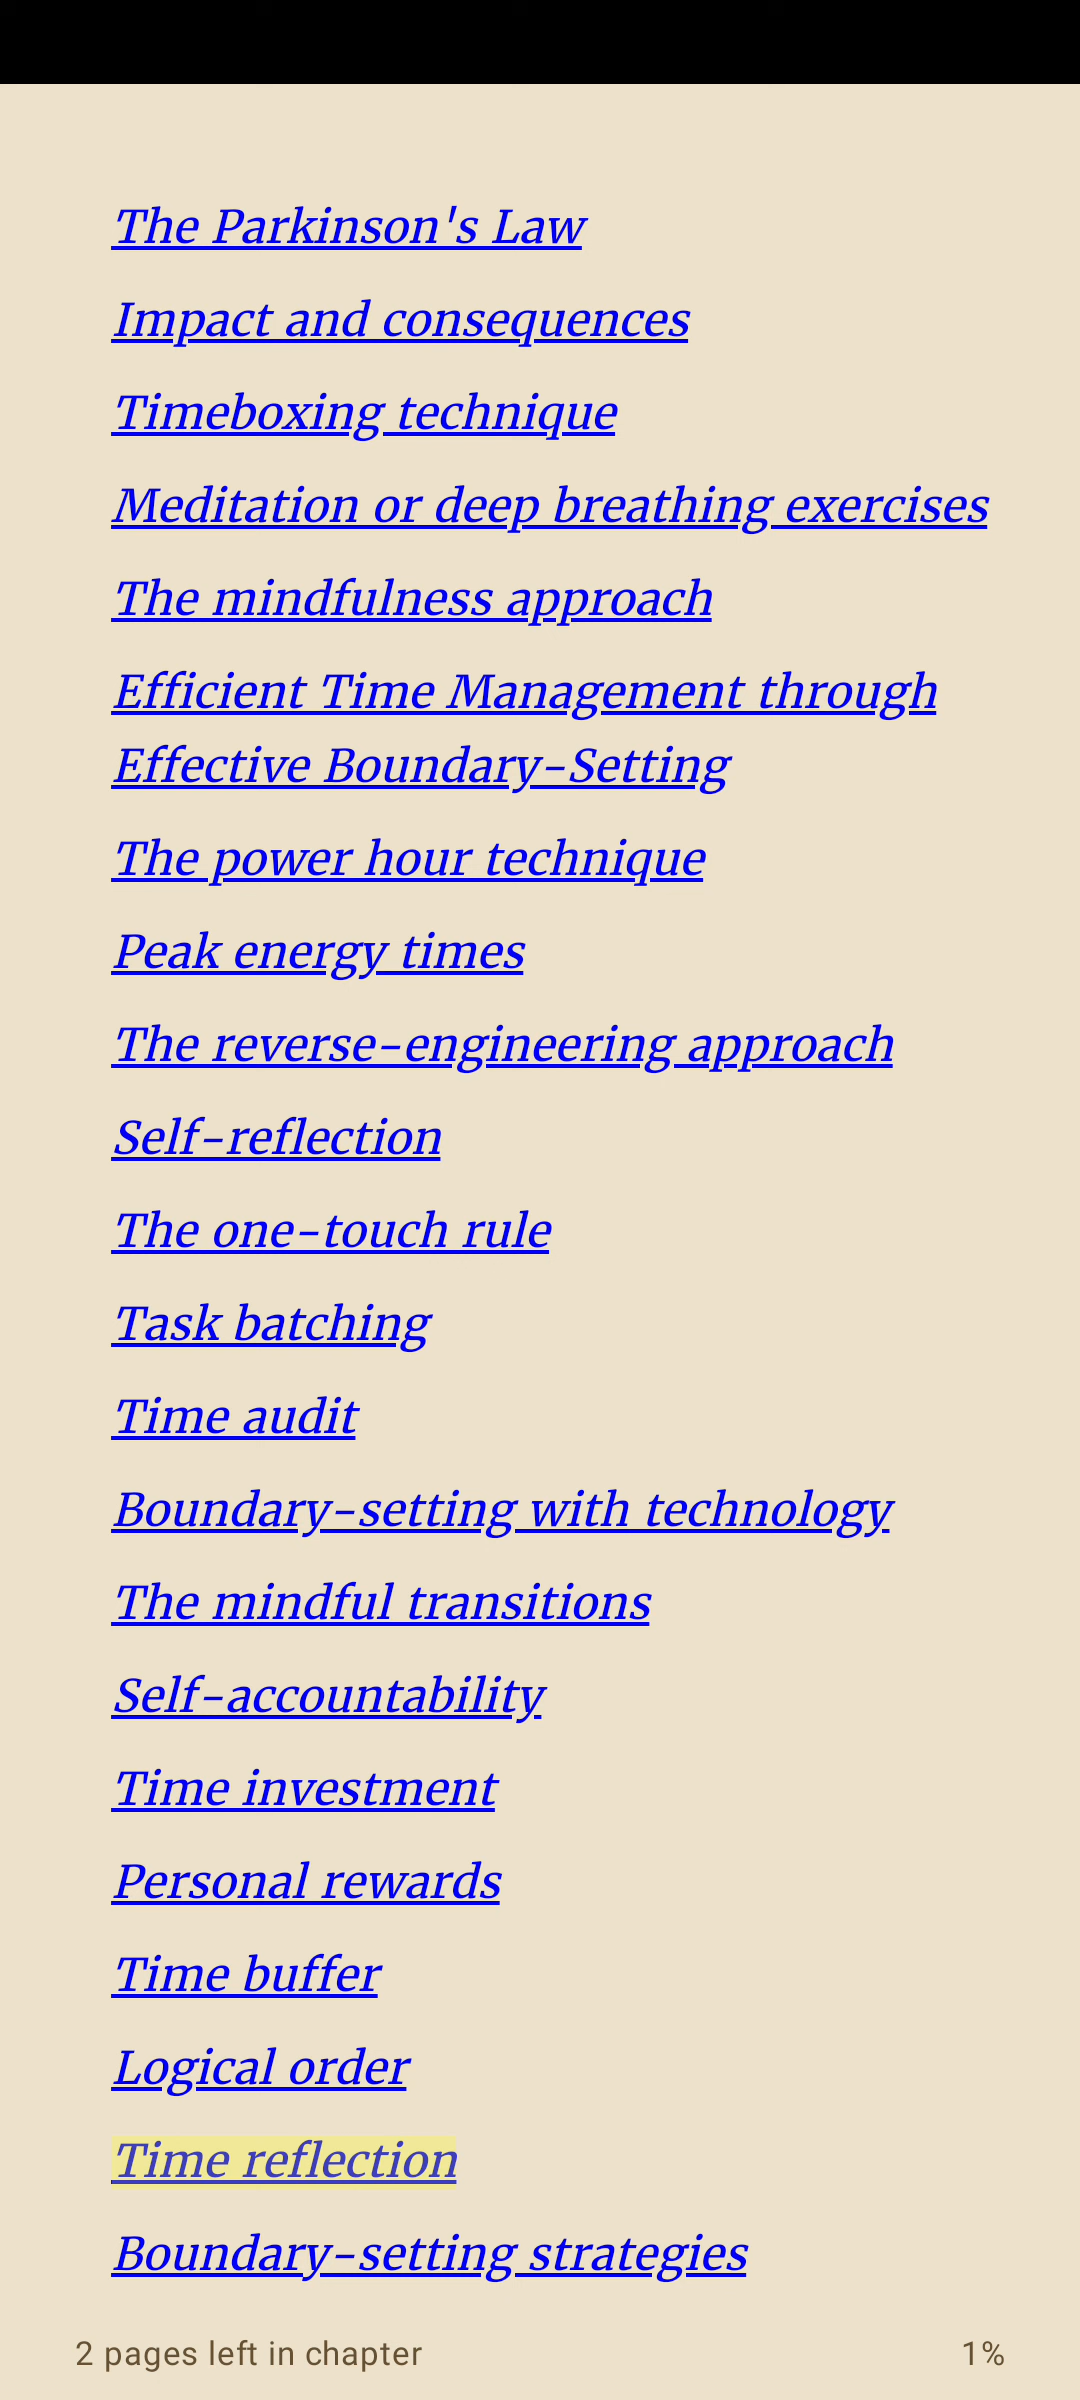 The Parkinson's Law
Impact and consequences
Timeboxing technique
Meditation or deep breathing exercises
The mindfulness approach
Efficient Time Management through
Effective Boundary-Setting
The power hour technique
Peak energy times
The reverse-engineering approach
Self-reflection
The one-touch rule
Task batching
Time audit
Boundary-setting with technology
The mindful transitions
Self-accountability
Time investment
Personal rewards
Time buffer
Logical order
Time reflection
Boundary-setting strategies
2 pages left in chapter 1%